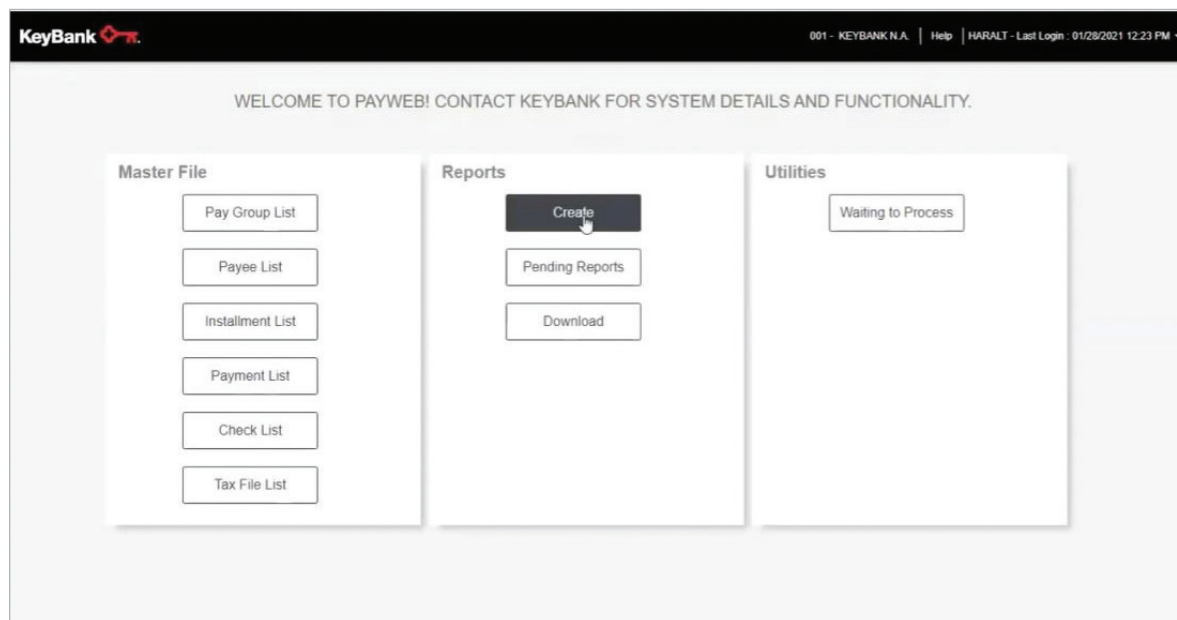 KeyBank
001 - KEYBANK N.A. | Help | HARALT - Last Login : 01/28/2021 12:23 PM
WELCOME TO PAYWEB! CONTACT KEYBANK FOR SYSTEM DETAILS AND FUNCTIONALITY.
Master File
Pay Group List
Payee List
Installment List
Payment List
Check List
Tax File List
Reports
Create
Pending Reports
Download
Utilities
Waiting to Process